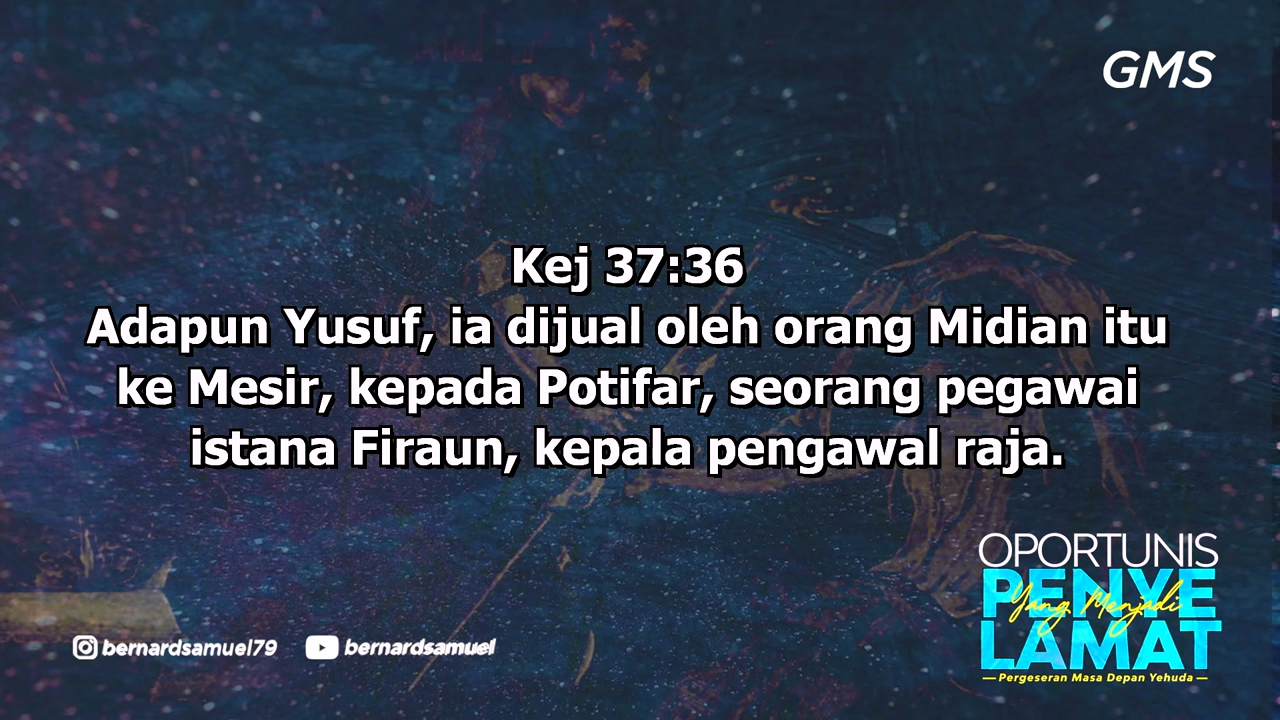 GMS
Kej 37:36
Adapun Yusuf, ia dijual oleh orang Midian itu
ke Mesir, kepada Potifar, seorang pegawai
istana Firaun, kepala pengawal raja.
OPORTUNIS
Yang Menjadi
PENYE
LAMAT
— Pergeseran Masa Depan Yehuda —
bernardsamuel79 bernardsamuel